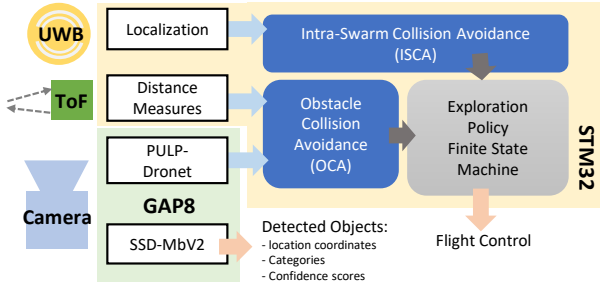 UWB
Localization
Intra-Swarm Collision Avoidance
(ISCA)
ToF
Distance
Measures
Obstacle
Collision
Avoidance
(OCA)
Exploration
Policy
Finite State
Machine
STM32
PULP-
Dronet
Camera
GAP8
SSD-MbV2
Detected Objects:
- location coordinates
- Categories
- Confidence scores
Flight Control